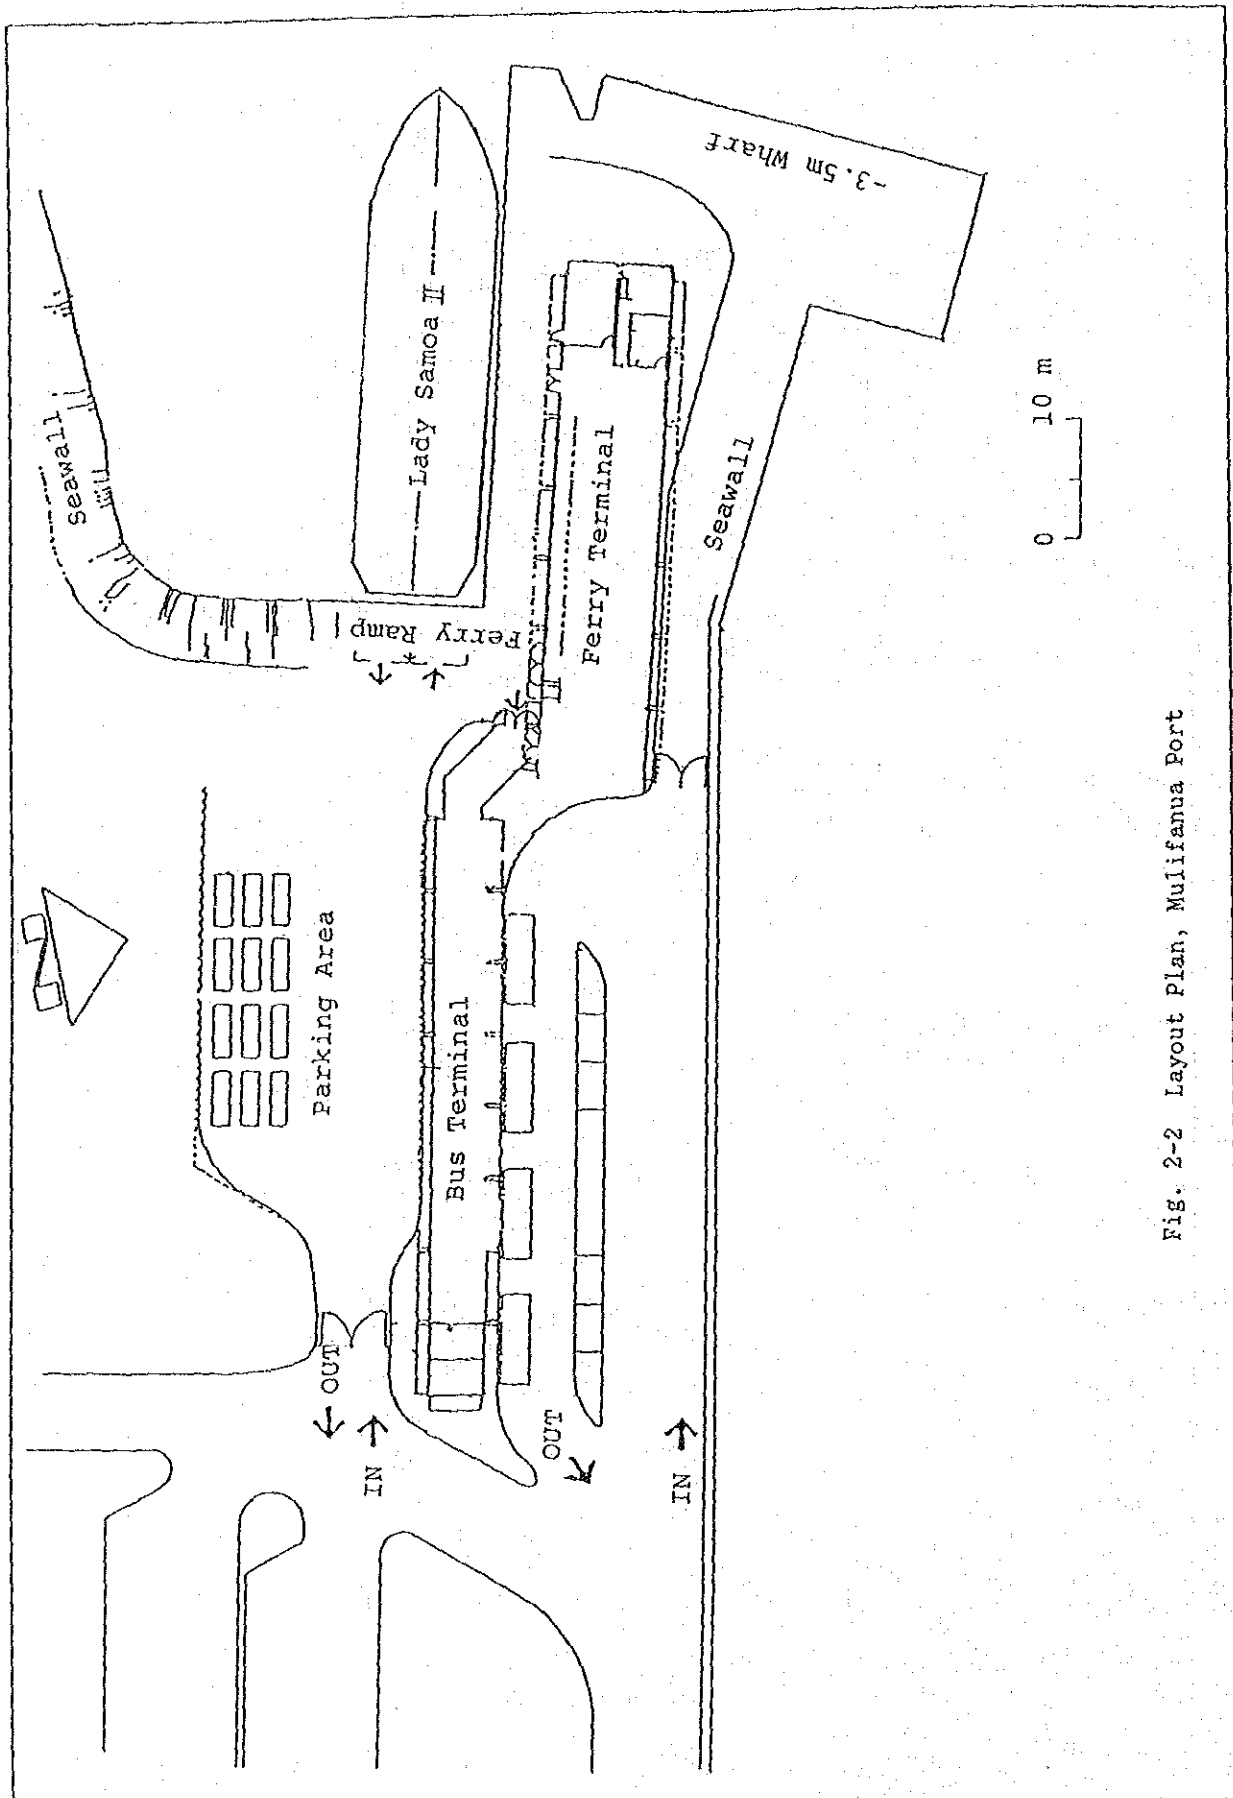 Seawall
Lady Samoa II
-3.5m Wharf
Ferry Ramp
Ferry Terminal
Seawall
Parking Area
Bus Terminal
OUT
IN
OUT
IN
0 10 m
Fig. 2-2 Layout Plan, Mulifanua Port